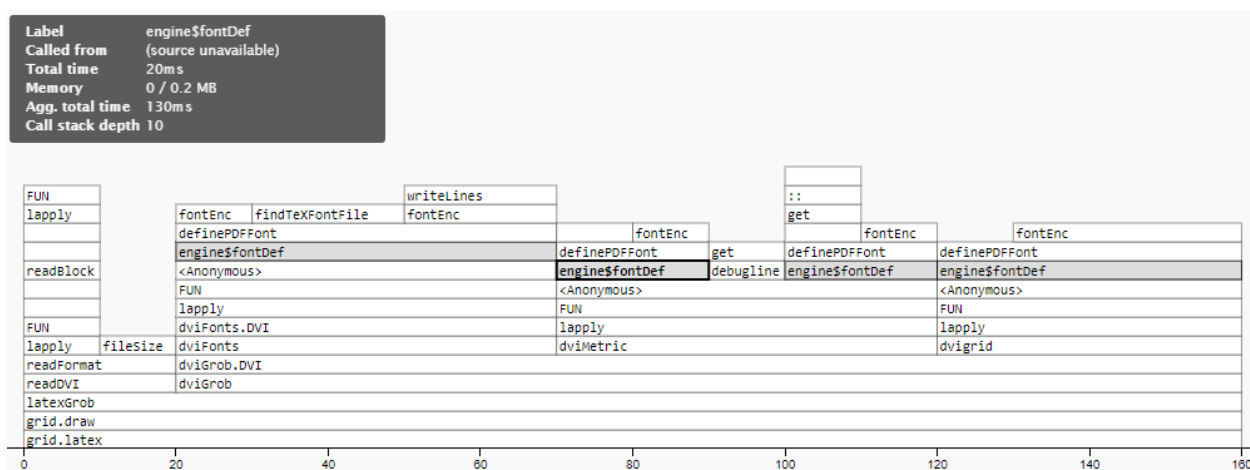 Label engine$fontDef
Called from (source unavailable)
Total time 20ms
Memory 0 / 0.2 MB
Agg. total time 130ms
Call stack depth 10
FUN writeLines ::
lapply fontEnc findTeXFontFile fontEnc get
definePDFFont fontEnc fontEnc fontEnc
engine$fontDef definePDFFont get definePDFFont definePDFFont
readBlock <Anonymous> engine$fontDef debugline engine$fontDef engine$fontDef
FUN <Anonymous> <Anonymous>
lapply FUN FUN
FUN dviFonts.DVI lapply lapply
lapply fileSize dviFonts dviMetric dvigrid
readFormat dviGrob.DVI
readDVI dviGrob
latexGrob
grid.draw
grid.latex
0 20 40 60 80 100 120 140 160